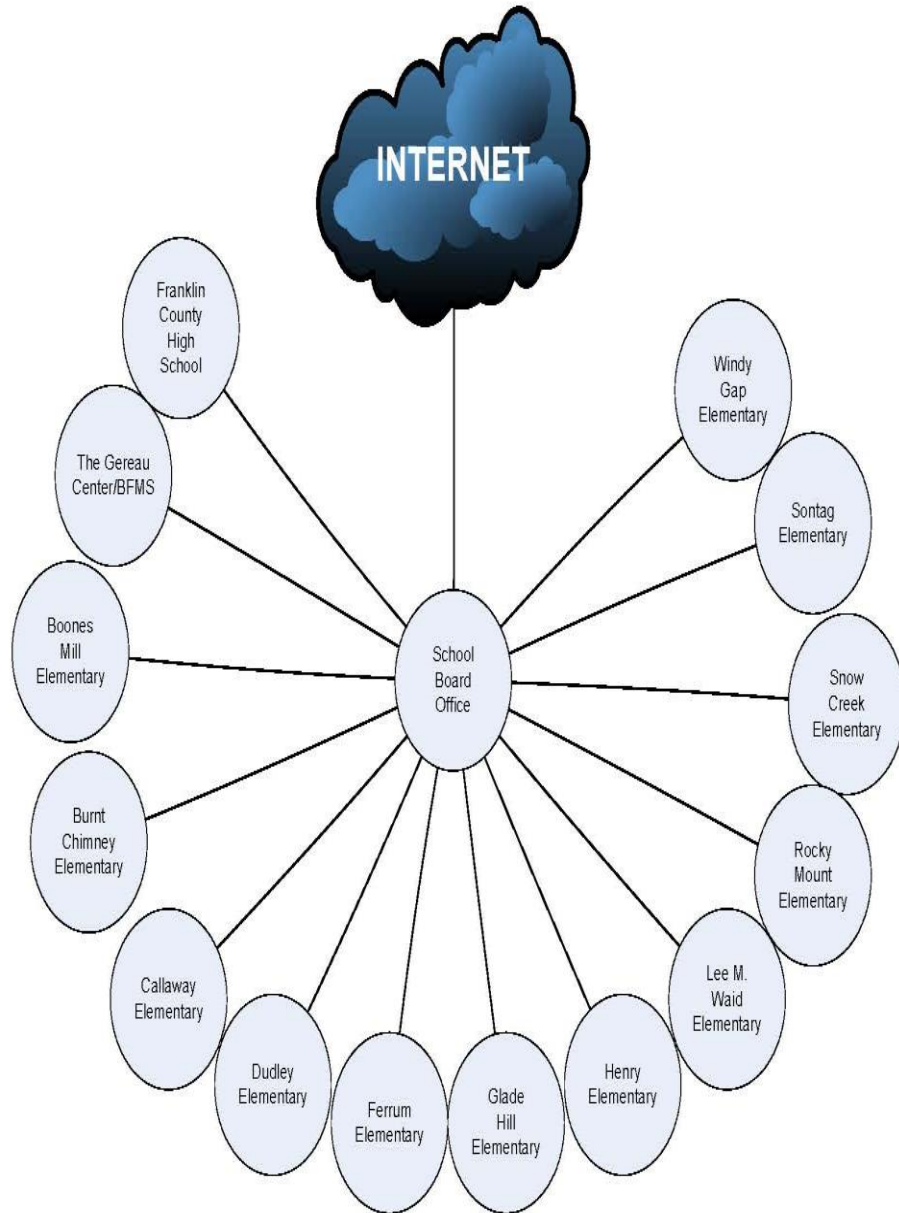 INTERNET
Franklin
County
High
School
Windy
Gap
Elementary
The Gereau
Center/BFMS
Sontag
Elementary
Boones
Mill
Elementary
School
Board
Office
Snow
Creek
Elementary
Burnt
Chimney
Elementary
Rocky
Mount
Elementary
Callaway
Elementary
Lee M.
Waid
Elementary
Dudley
Elementary
Ferrum
Elementary
Glade
Hill
Elementary
Henry
Elementary